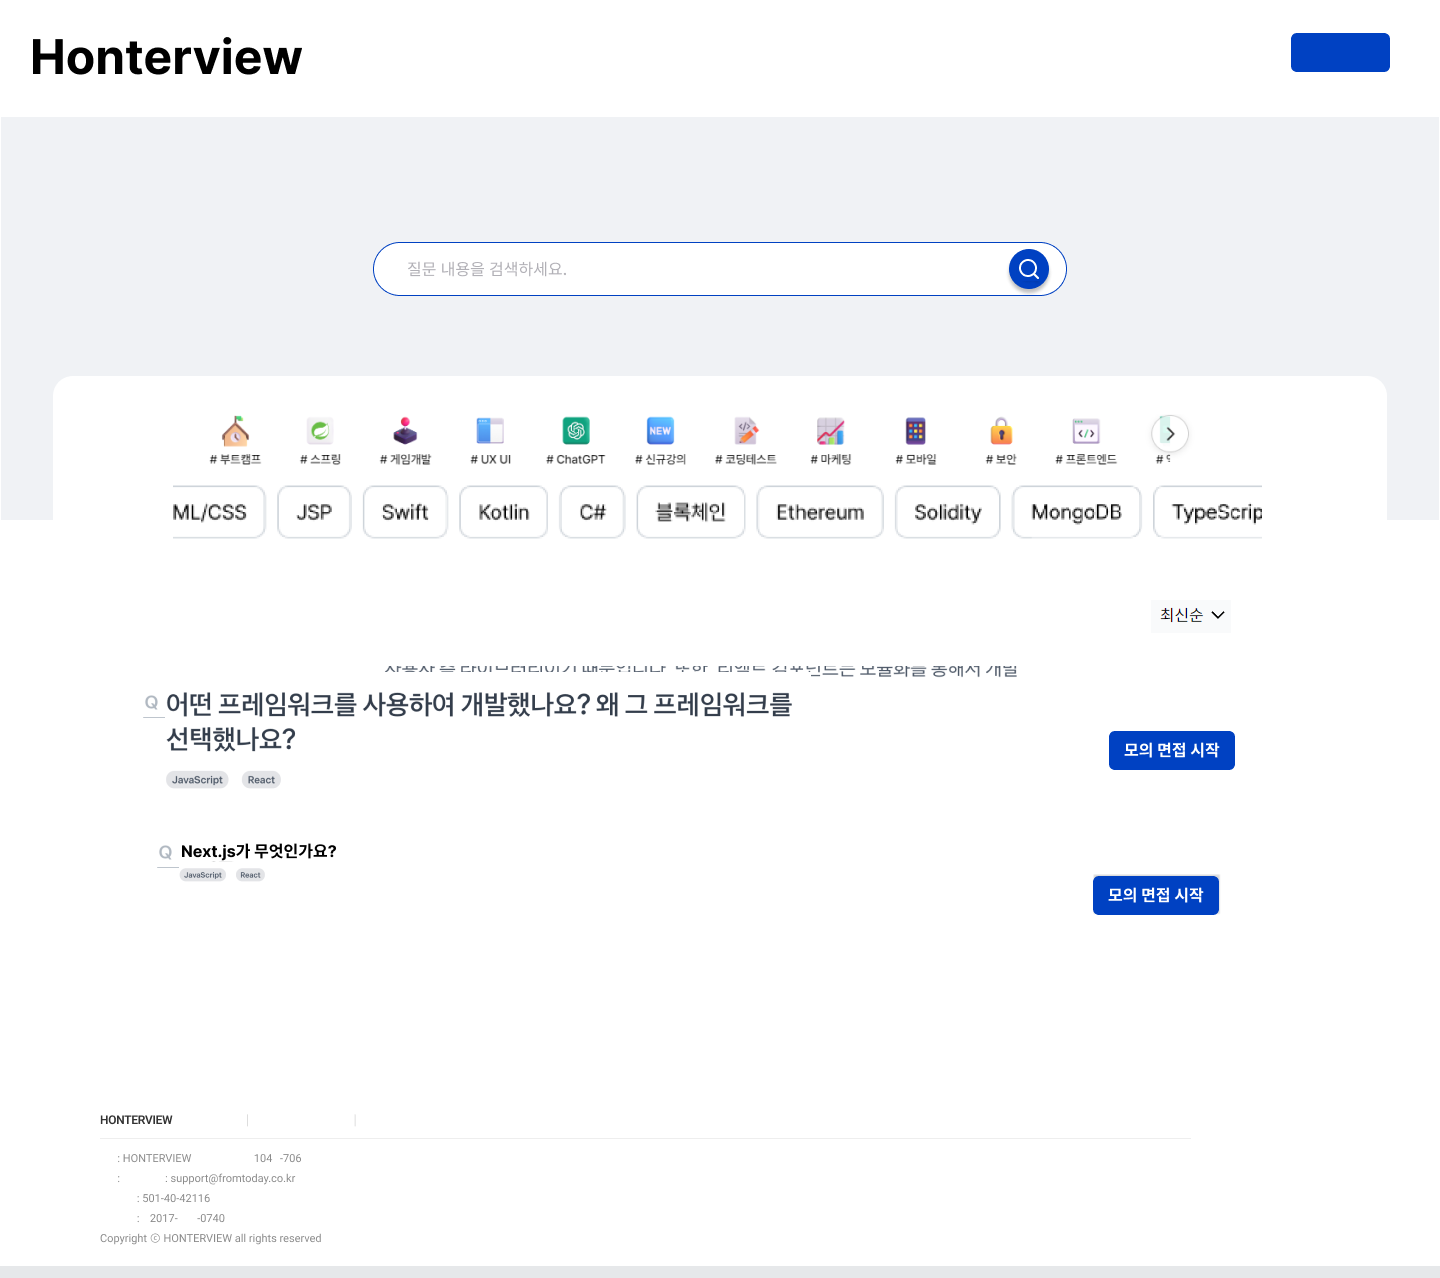 Honterview
질문 내용을 검색하세요.
# 부트캠프 # 스프링 # 게임개발 # UX UI # ChatGPT NEW # 신규강의 # 코딩테스트 # 마케팅 # 모바일 # 보안 # 프론트엔드 #
ML/CSS JSP Swift Kotlin C# 블록체인 Ethereum Solidity MongoDB TypeScrip
최신순
Q 어떤 프레임워크를 사용하여 개발했나요? 왜 그 프레임워크를
선택했나요?
모의 면접 시작
JavaScript React
Q Next.js가 무엇인가요?
JavaScript React
모의 면접 시작
HONTERVIEW | |
: HONTERVIEW 104 -706
: : support@fromtoday.co.kr
: 501-40-42116
: 2017- -0740
Copyright ⓒ HONTERVIEW all rights reserved